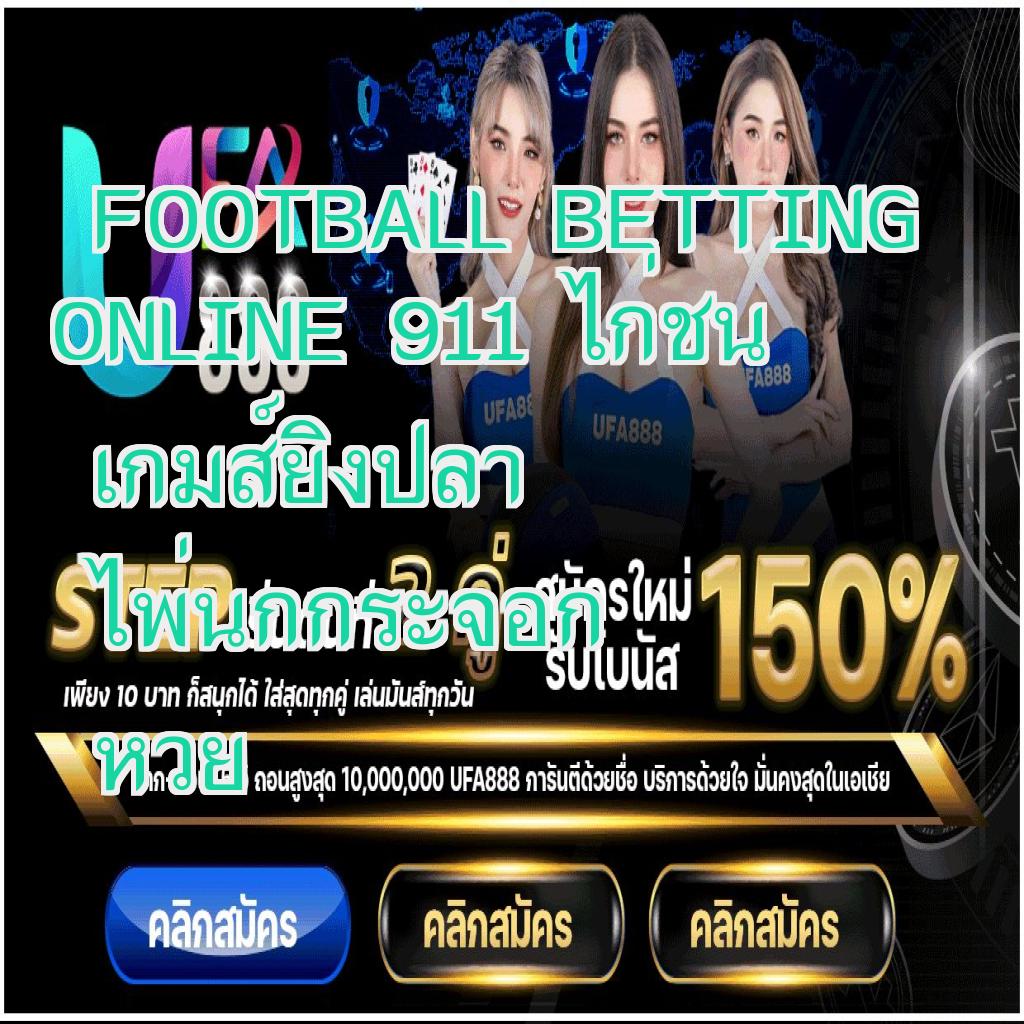 UFA
888
FOOTBALL BETTING
ONLINE 911 ไก่ชน
เกมส์ยิงปลา
ไพ่นกกระจอก
หวย
UFA888
UFA888
UFA888
STEP
สมัครใหม่
รับโบนัส
150%
เพียง 10 บาท ก็สนุกได้ ใส่สุดทุกคู่ เล่นมันส์ทุกวัน
ถอนสูงสุด 10,000,000 UFA888 การันตีด้วยชื่อ บริการด้วยใจ มั่นคงสุดในเอเชีย
คลิกสมัคร
คลิกสมัคร
คลิกสมัคร